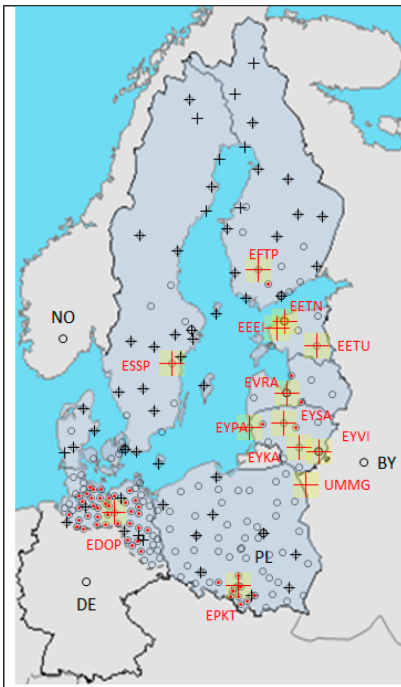 EFTP
NO
EETN
EEEI
EETU
ESSP
EVRA
EYSA
EYPA
EYVI
EYKA
BY
UMMG
EDOP
PL
DE
EPKT